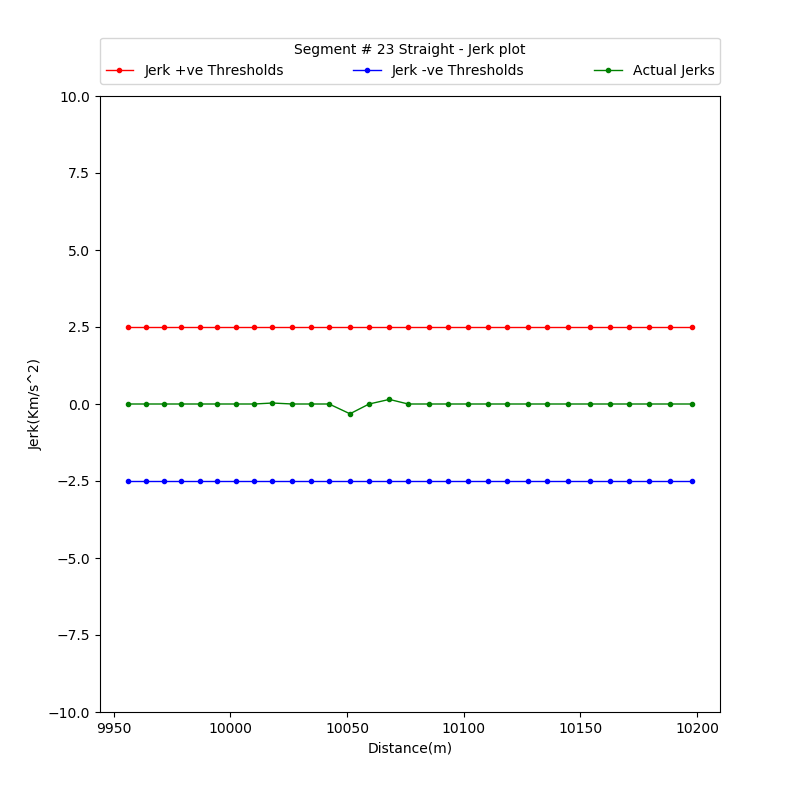 Segment # 23 Straight - Jerk plot
Jerk +ve Thresholds Jerk -ve Thresholds Actual Jerks
10.0
7.5
5.0
2.5
0.0
−2.5
−5.0
−7.5
−10.0
Jerk(Km/s^2)
9950 10000 10050 10100 10150 10200
Distance(m)